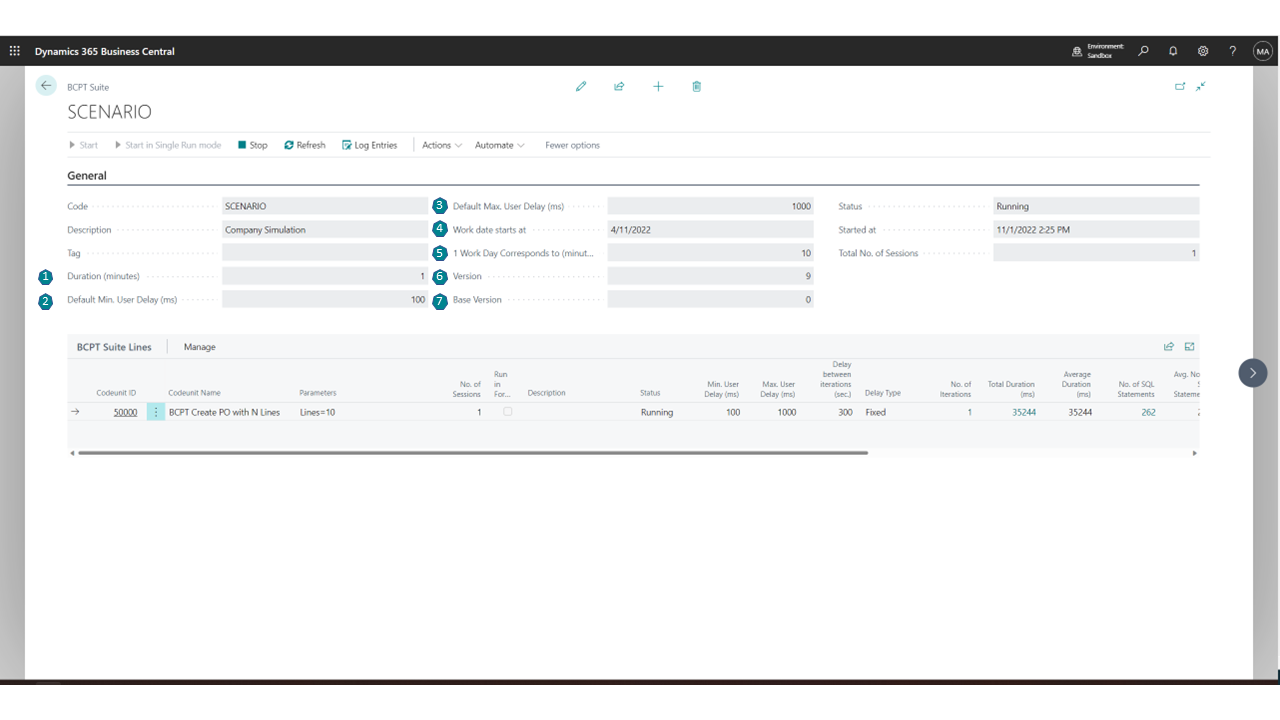 Dynamics 365 Business Central
Environment:
Sandbox
?
MA
BCPT Suite
SCENARIO
Start
Start in Single Run mode
Stop
Refresh
Log Entries
Actions
Automate
Fewer options
General
Code
SCENARIO
Description
Company Simulation
Tag
1 Duration (minutes)
1
2 Default Min. User Delay (ms)
100
3 Default Max. User Delay (ms)
1000
4 Work date starts at
4/11/2022
5 1 Work Day Corresponds to (minut...
10
6 Version
9
7 Base Version
0
Status
Running
Started at
11/1/2022 2:25 PM
Total No. of Sessions
1
BCPT Suite Lines
Manage
Codeunit ID
Codeunit Name
Parameters
No. of
Sessions
Run
in
For...
Description
Status
Min. User
Delay (ms)
Max. User
Delay (ms)
Delay
between
iterations
(sec.)
Delay Type
No. of
Iterations
Total Duration
(ms)
Average
Duration
(ms)
No. of SQL
Statements
Avg. No
S
Stateme
50000 BCPT Create PO with N Lines Lines=10 1 Running 100 1000 300 Fixed 1 35244 35244 262